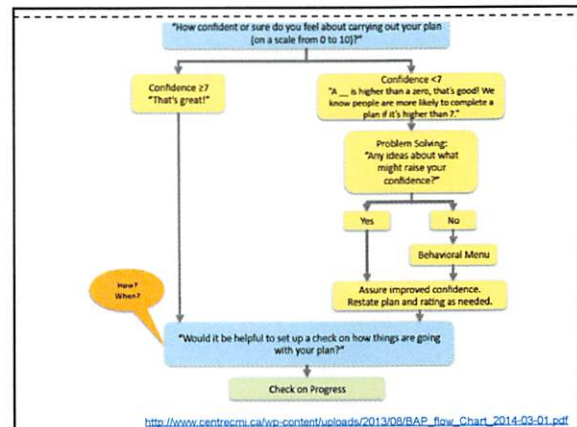 "How confident or sure do you feel about carrying out your plan
(on a scale from 0 to 10)?"
Confidence ≥7
"That's great!"
Confidence <7
"A __ is higher than a zero, that's good! We
know people are more likely to complete a
plan if it's higher than 7."
Problem Solving:
"Any ideas about what
might raise your
confidence?"
Yes
No
Behavioral Menu
Assure improved confidence.
Restate plan and rating as needed.
How?
When?
"Would it be helpful to set up a check on how things are going
with your plan?"
Check on Progress
http://www.centrecmi.ca/wp-content/uploads/2013/08/BAP_flow_Chart_2014-03-01.pdf